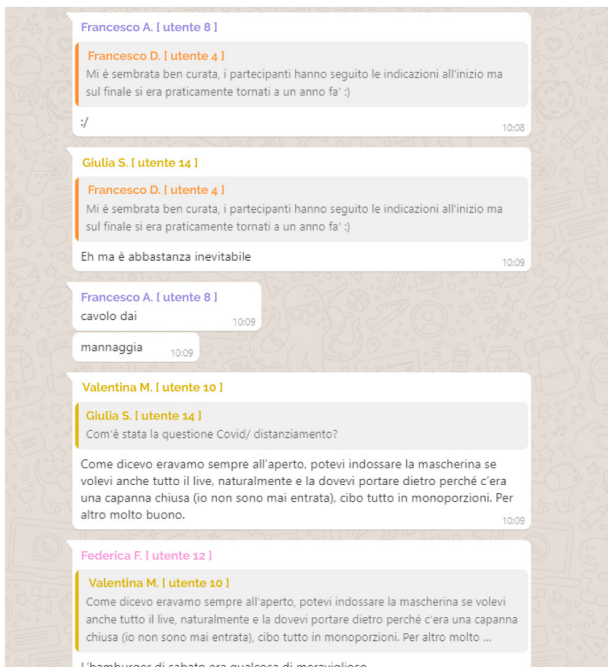 Francesco A. [ utente 8 ]
Francesco D. [ utente 4 ]
Mi è sembrata ben curata, i partecipanti hanno seguito le indicazioni all'inizio ma
sul finale si era praticamente tornati a un anno fa' :)
:/
10:08
Giulia S. [ utente 14 ]
Francesco D. [ utente 4 ]
Mi è sembrata ben curata, i partecipanti hanno seguito le indicazioni all'inizio ma
sul finale si era praticamente tornati a un anno fa' :)
Eh ma è abbastanza inevitabile
10:09
Francesco A. [ utente 8 ]
cavolo dai
10:09
mannaggia
10:09
Valentina M. [ utente 10 ]
Giulia S. [ utente 14 ]
Com'è stata la questione Covid/ distanziamento?
Come dicevo eravamo sempre all'aperto, potevi indossare la mascherina se
volevi anche tutto il live, naturalmente e la dovevi portare dietro perché c'era
una capanna chiusa (io non sono mai entrata), cibo tutto in monoporzioni. Per
altro molto buono.
10:09
Federica F. [ utente 12 ]
Valentina M. [ utente 10 ]
Come dicevo eravamo sempre all'aperto, potevi indossare la mascherina se volevi
anche tutto il live, naturalmente e la dovevi portare dietro perché c'era una capanna
chiusa (io non sono mai entrata), cibo tutto in monoporzioni. Per altro molto ...
L'hamburger di sabato era qualcosa di meraviglioso